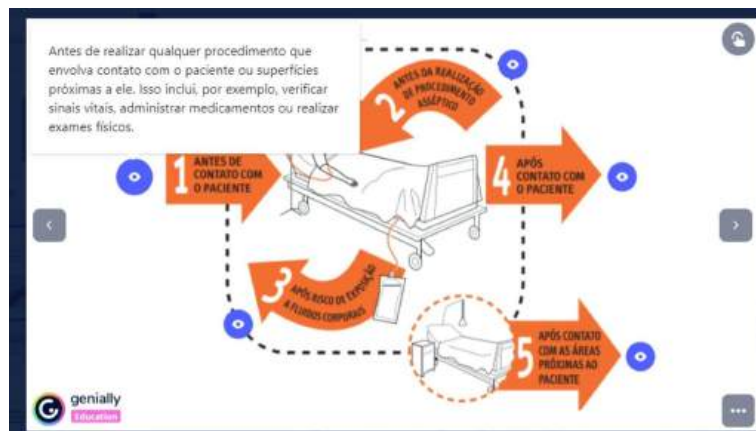 Antes de realizar qualquer procedimento que
envolva contato com o paciente ou superfícies
próximas a ele. Isso inclui, por exemplo, verificar
sinais vitais, administrar medicamentos ou realizar
exames físicos.
1
ANTES DE
CONTATO COM
O PACIENTE
2
ANTES DA REALIZAÇÃO
DE PROCEDIMENTO
ASSÉPTICO
3
APÓS RISCO DE EXPOSIÇÃO
A FLUIDOS CORPORAIS
4
APÓS
CONTATO COM
O PACIENTE
5
APÓS CONTATO
COM AS ÁREAS
PRÓXIMAS AO
PACIENTE
genially
Education